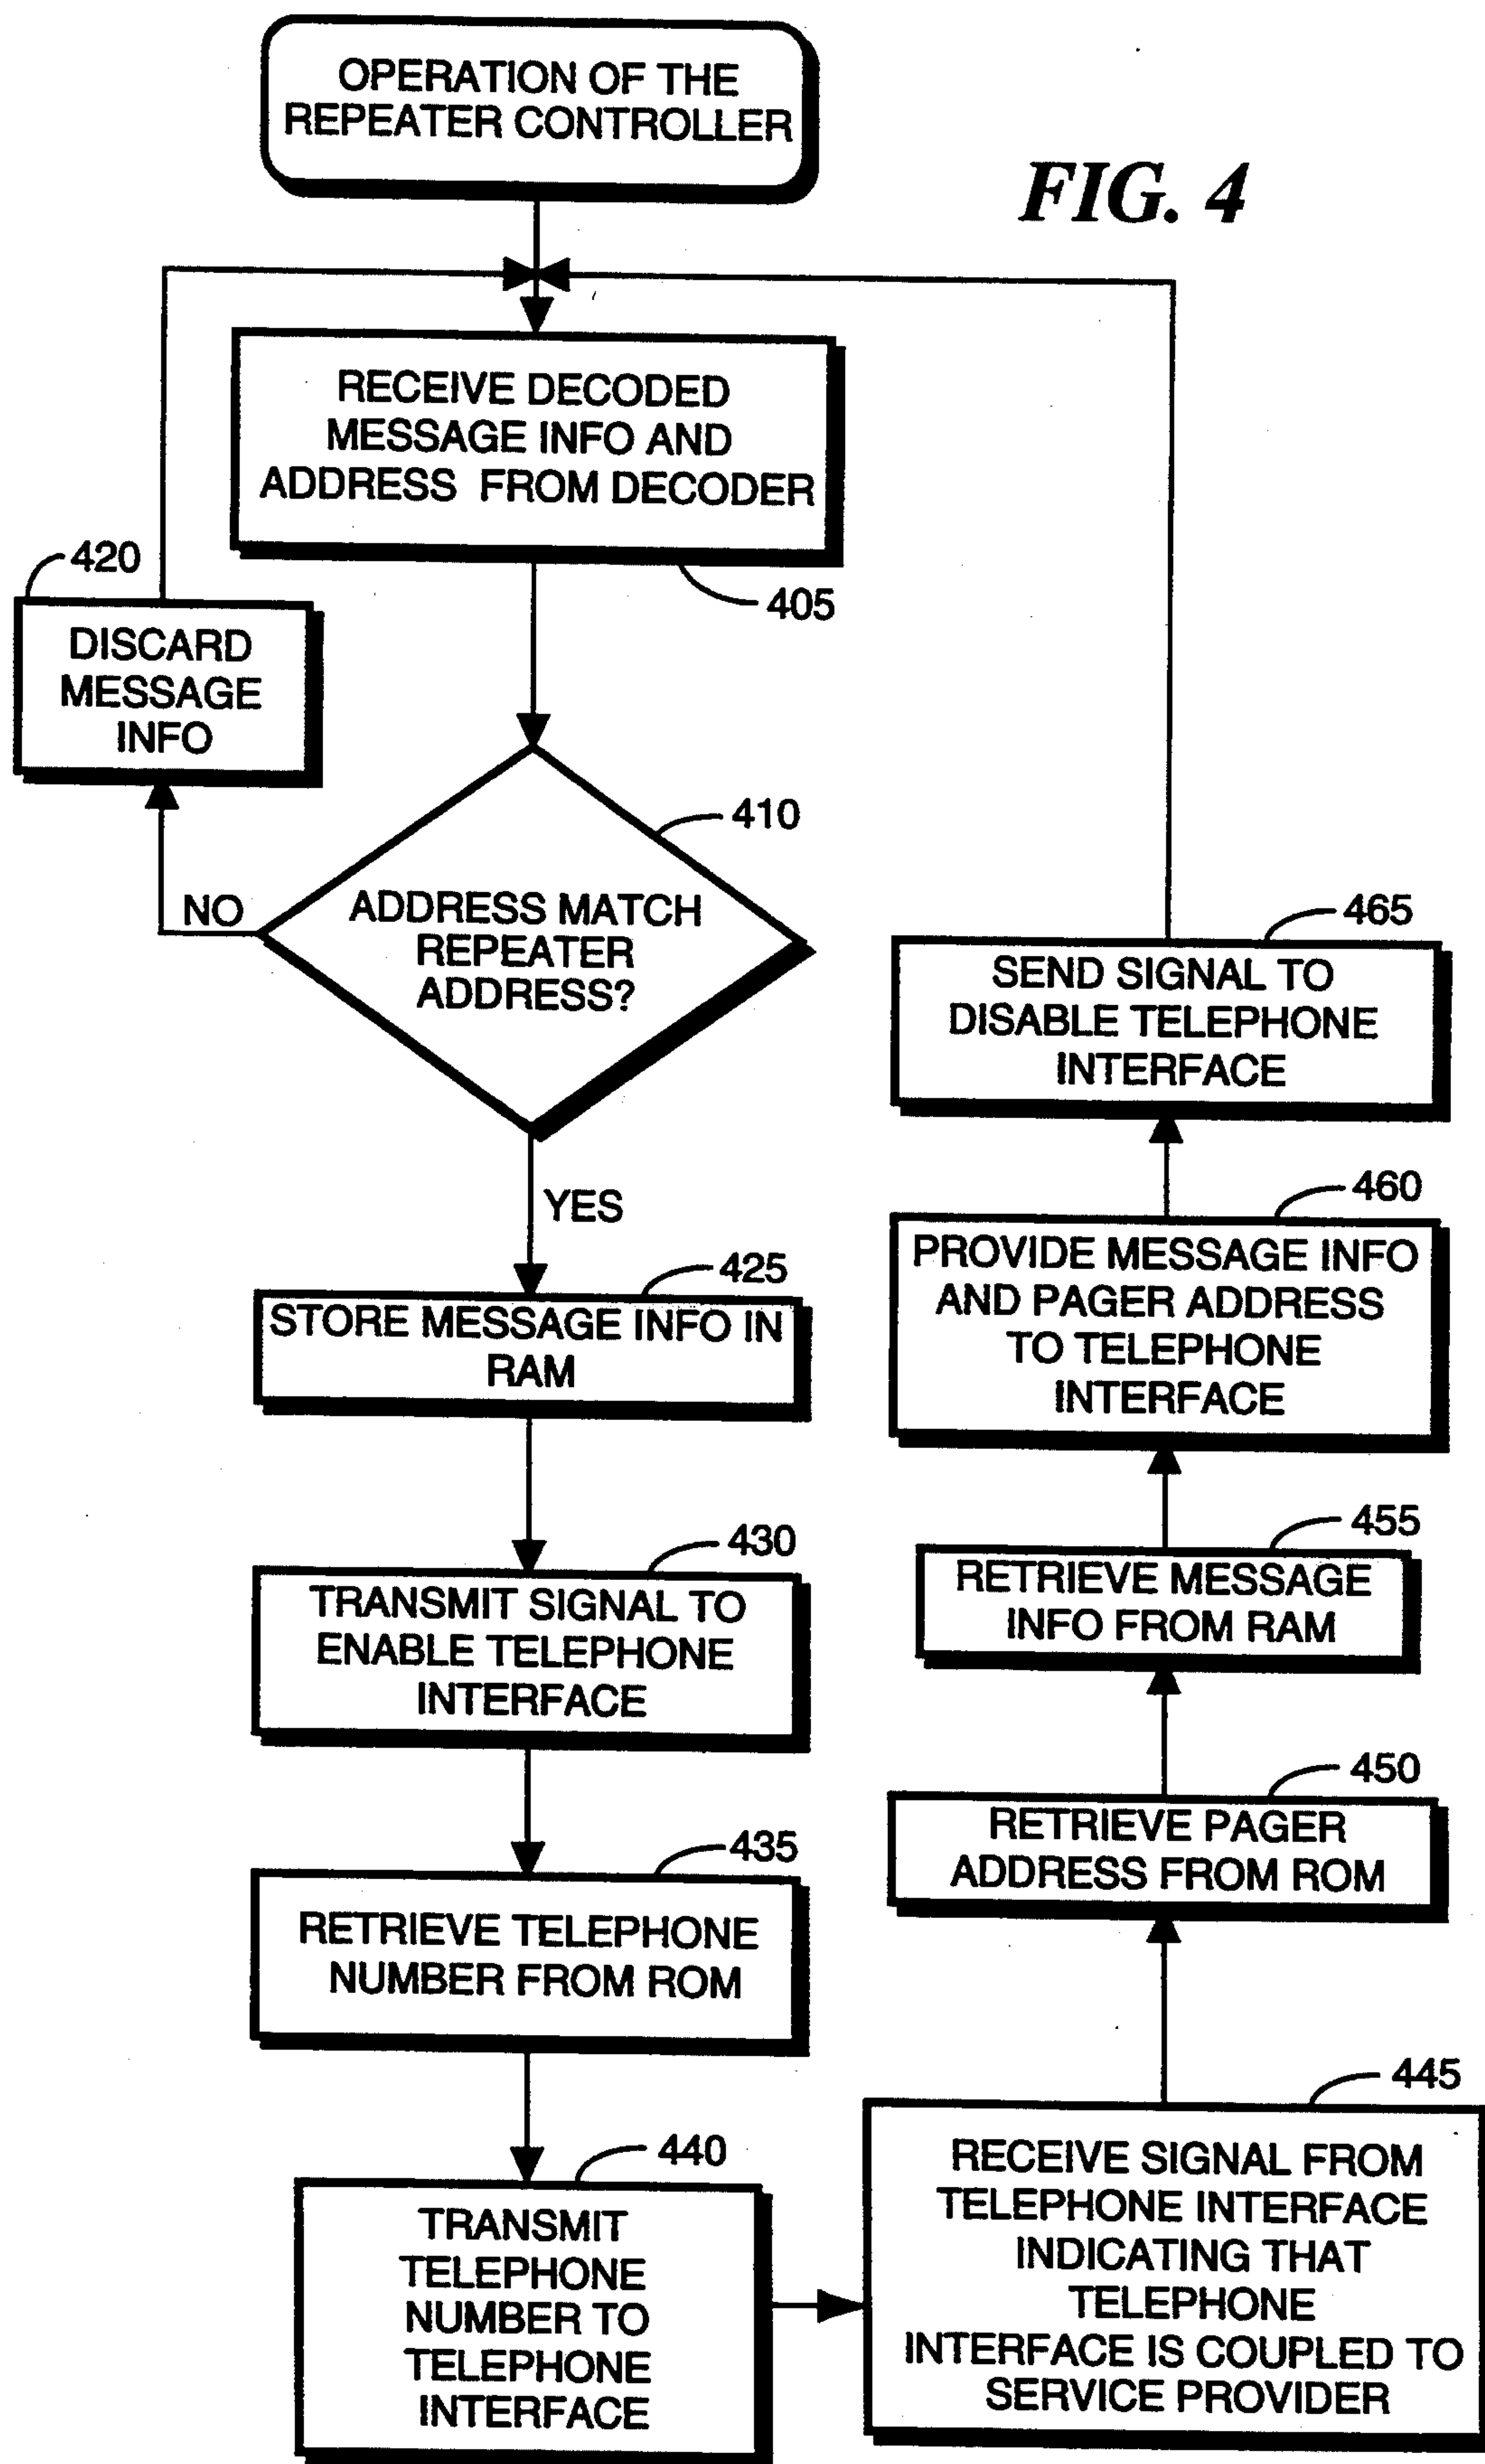 OPERATION OF THE
REPEATER CONTROLLER
FIG. 4
RECEIVE DECODED
MESSAGE INFO AND
ADDRESS FROM DECODER
405
420
DISCARD
MESSAGE
INFO
410
ADDRESS MATCH
REPEATER
ADDRESS?
NO
YES
425
STORE MESSAGE INFO IN
RAM
430
TRANSMIT SIGNAL TO
ENABLE TELEPHONE
INTERFACE
435
RETRIEVE TELEPHONE
NUMBER FROM ROM
440
TRANSMIT
TELEPHONE
NUMBER TO
TELEPHONE
INTERFACE
445
RECEIVE SIGNAL FROM
TELEPHONE INTERFACE
INDICATING THAT
TELEPHONE
INTERFACE IS COUPLED TO
SERVICE PROVIDER
450
RETRIEVE PAGER
ADDRESS FROM ROM
455
RETRIEVE MESSAGE
INFO FROM RAM
460
PROVIDE MESSAGE INFO
AND PAGER ADDRESS
TO TELEPHONE
INTERFACE
465
SEND SIGNAL TO
DISABLE TELEPHONE
INTERFACE